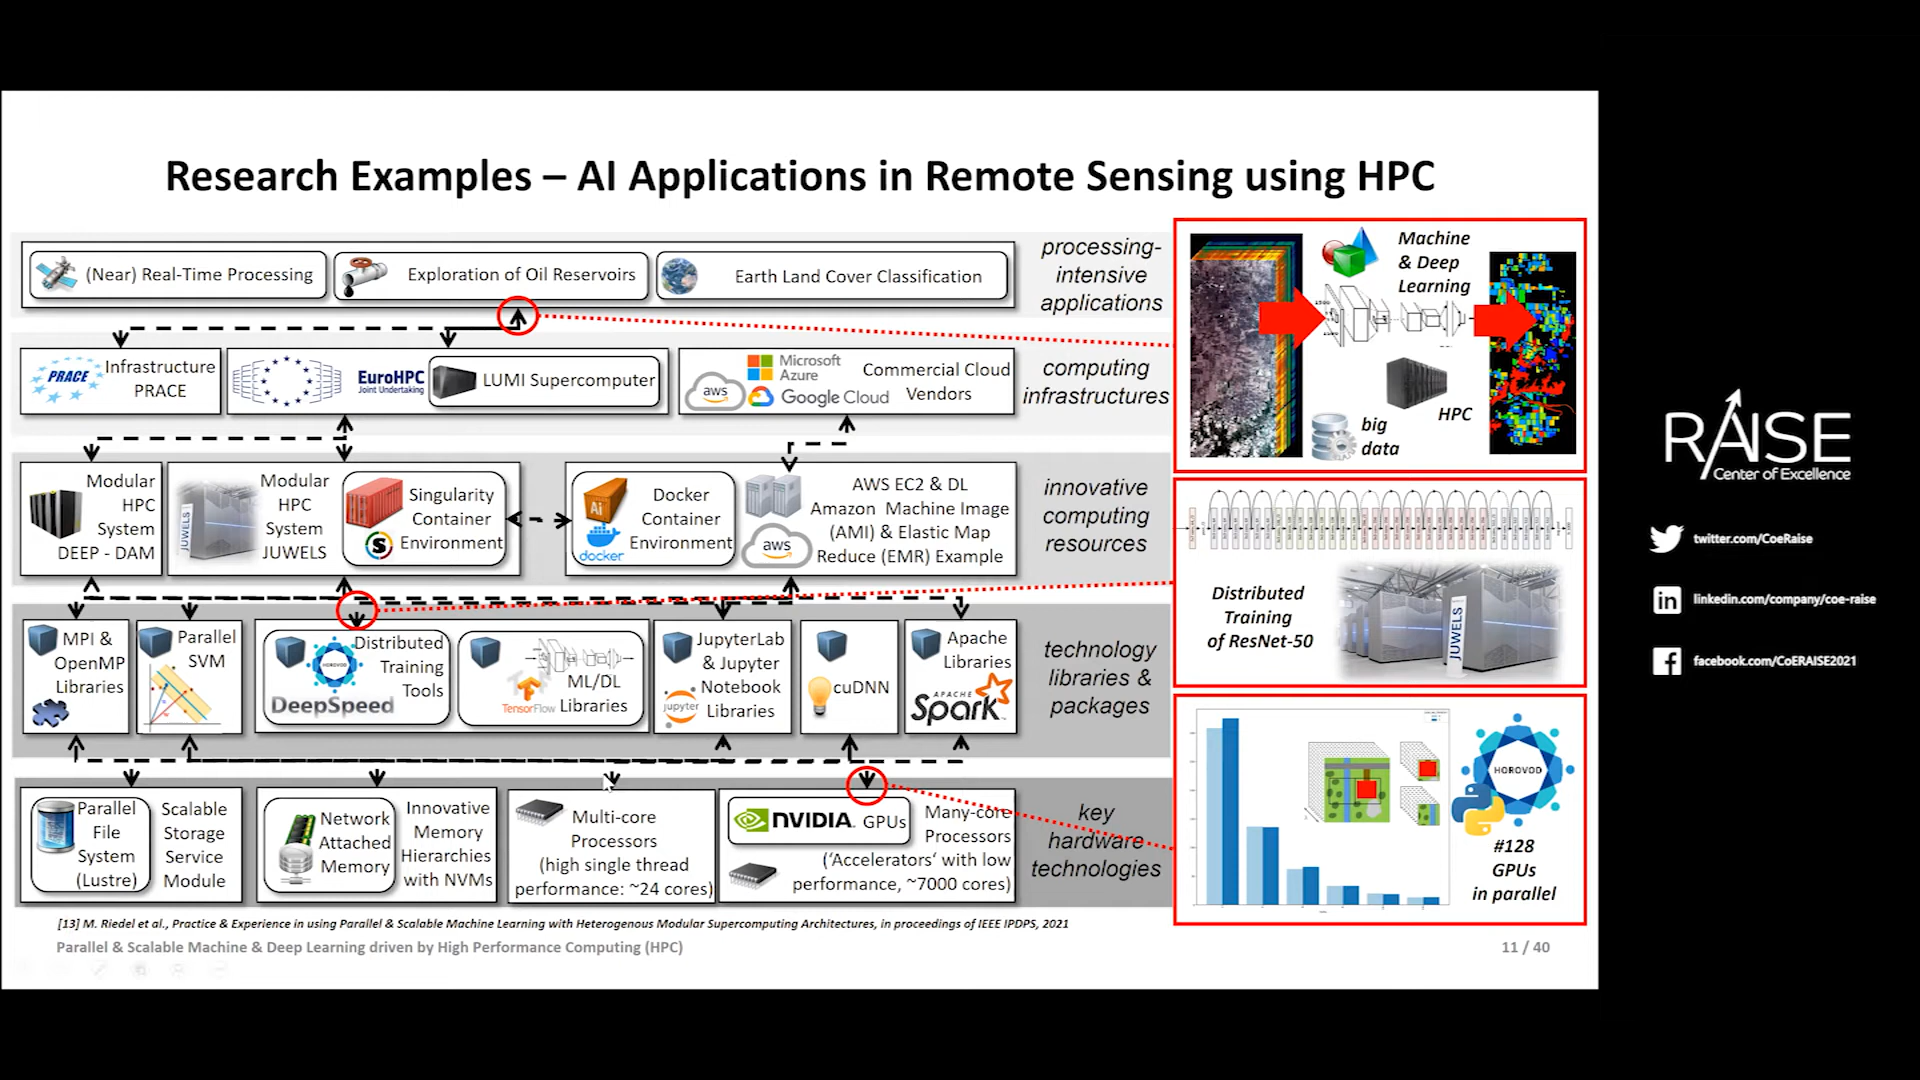 Research Examples – AI Applications in Remote Sensing using HPC
(Near) Real-Time Processing
Exploration of Oil Reservoirs
Earth Land Cover Classification
processing-
intensive
applications
PRACE
Infrastructure
PRACE
EuroHPC
Joint Undertaking
LUMI Supercomputer
aws
Microsoft
Azure
Google Cloud
Commercial Cloud
Vendors
computing
infrastructures
Modular
HPC
System
DEEP - DAM
JUWELS
Modular
HPC
System
JUWELS
Singularity
Container
Environment
Ai
docker
Docker
Container
Environment
aws
AWS EC2 & DL
Amazon Machine Image
(AMI) & Elastic Map
Reduce (EMR) Example
innovative
computing
resources
MPI &
OpenMP
Libraries
Parallel
SVM
HOROVOD
DeepSpeed
Distributed
Training
Tools
TensorFlow
ML/DL
Libraries
jupyter
JupyterLab
& Jupyter
Notebook
Libraries
cuDNN
Apache
Libraries
APACHE
Spark
technology
libraries &
packages
Parallel
File
System
(Lustre)
Scalable
Storage
Service
Module
Network
Attached
Memory
Innovative
Memory
Hierarchies
with NVMs
Multi-core
Processors
(high single thread
performance: ~24 cores)
NVIDIA. GPUs
Many-core
Processors
(‘Accelerators‘ with low
performance, ~7000 cores)
key
hardware
technologies
Machine
& Deep
Learning
HPC
big
data
Distributed
Training
of ResNet-50
JUWELS
HOROVOD
#128
GPUs
in parallel
[13] M. Riedel et al., Practice & Experience in using Parallel & Scalable Machine Learning with Heterogenous Modular Supercomputing Architectures, in proceedings of IEEE IPDPS, 2021
Parallel & Scalable Machine & Deep Learning driven by High Performance Computing (HPC)
11 / 40
RAISE
Center of Excellence
twitter.com/CoeRaise
linkedin.com/company/coe-raise
facebook.com/CoERAISE2021